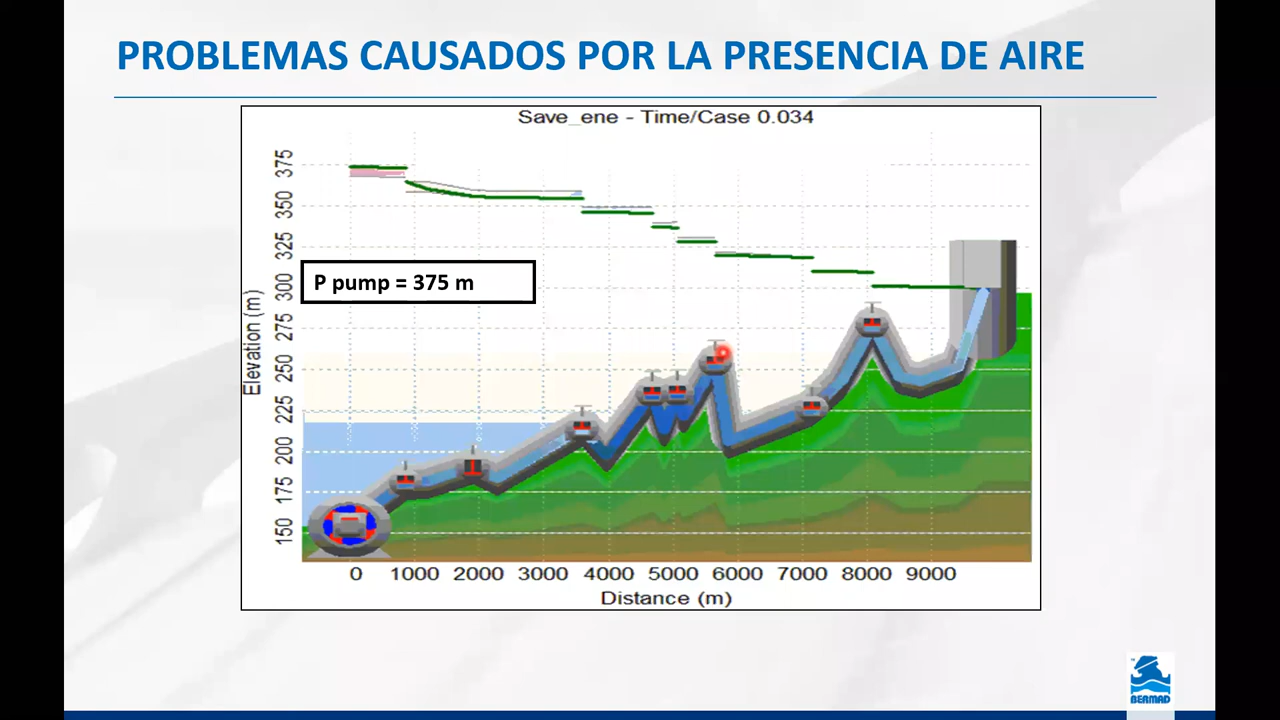 PROBLEMAS CAUSADOS POR LA PRESENCIA DE AIRE
Save_ene - Time/Case 0.034
375
350
325
300
275
250
225
200
175
150
Elevation (m)
P pump = 375 m
0 1000 2000 3000 4000 5000 6000 7000 8000 9000
Distance (m)
BERMAD